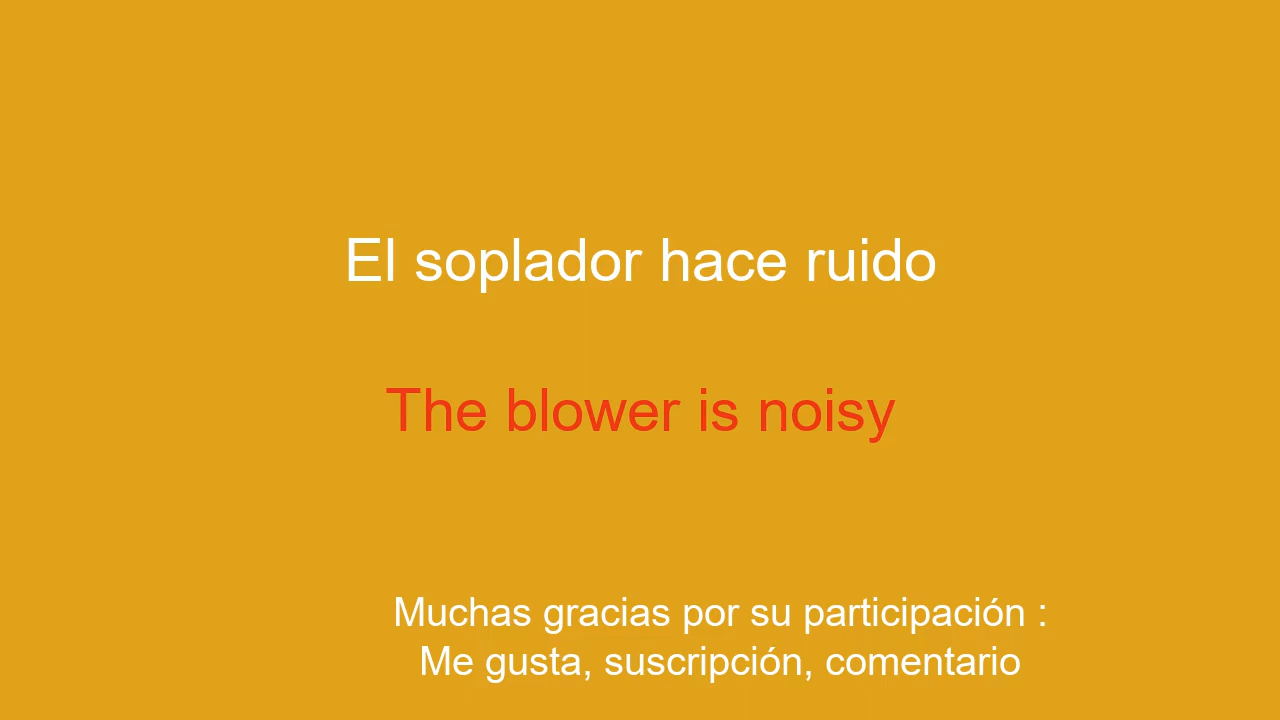 El soplador hace ruido
The blower is noisy
Muchas gracias por su participación :
Me gusta, suscripción, comentario